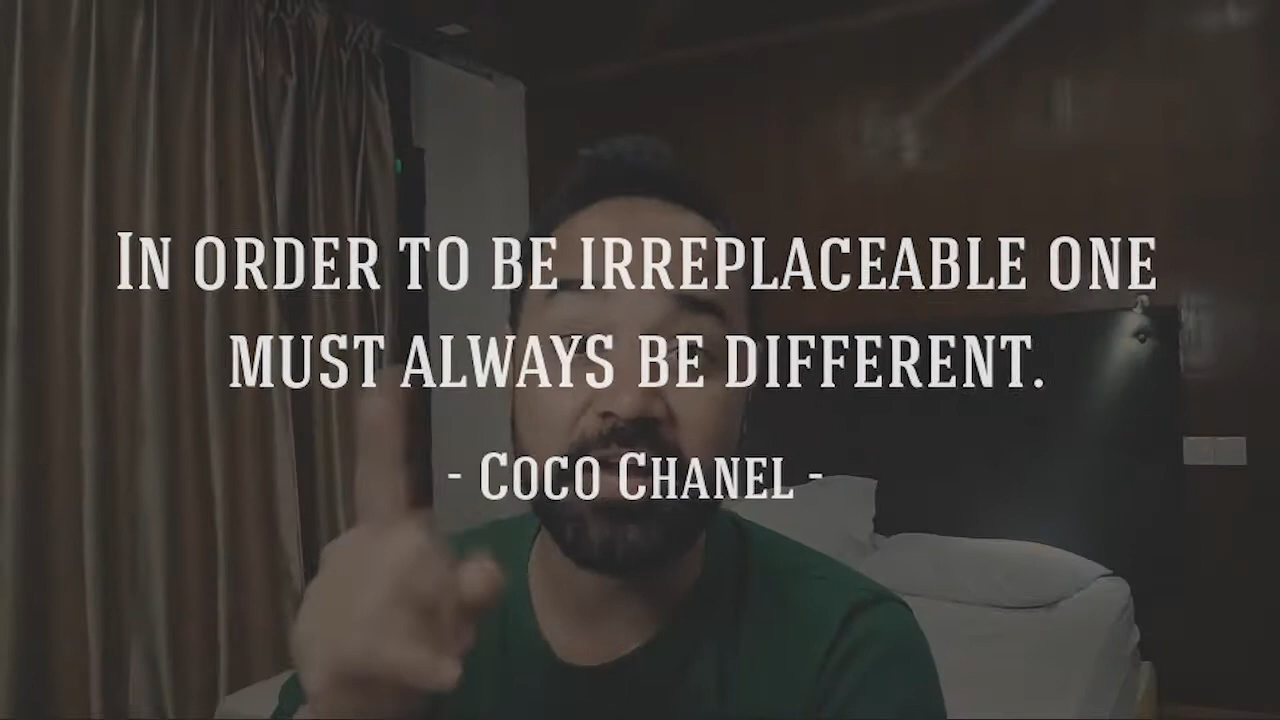 In order to be irreplaceable one
must always be different.
- Coco Chanel -